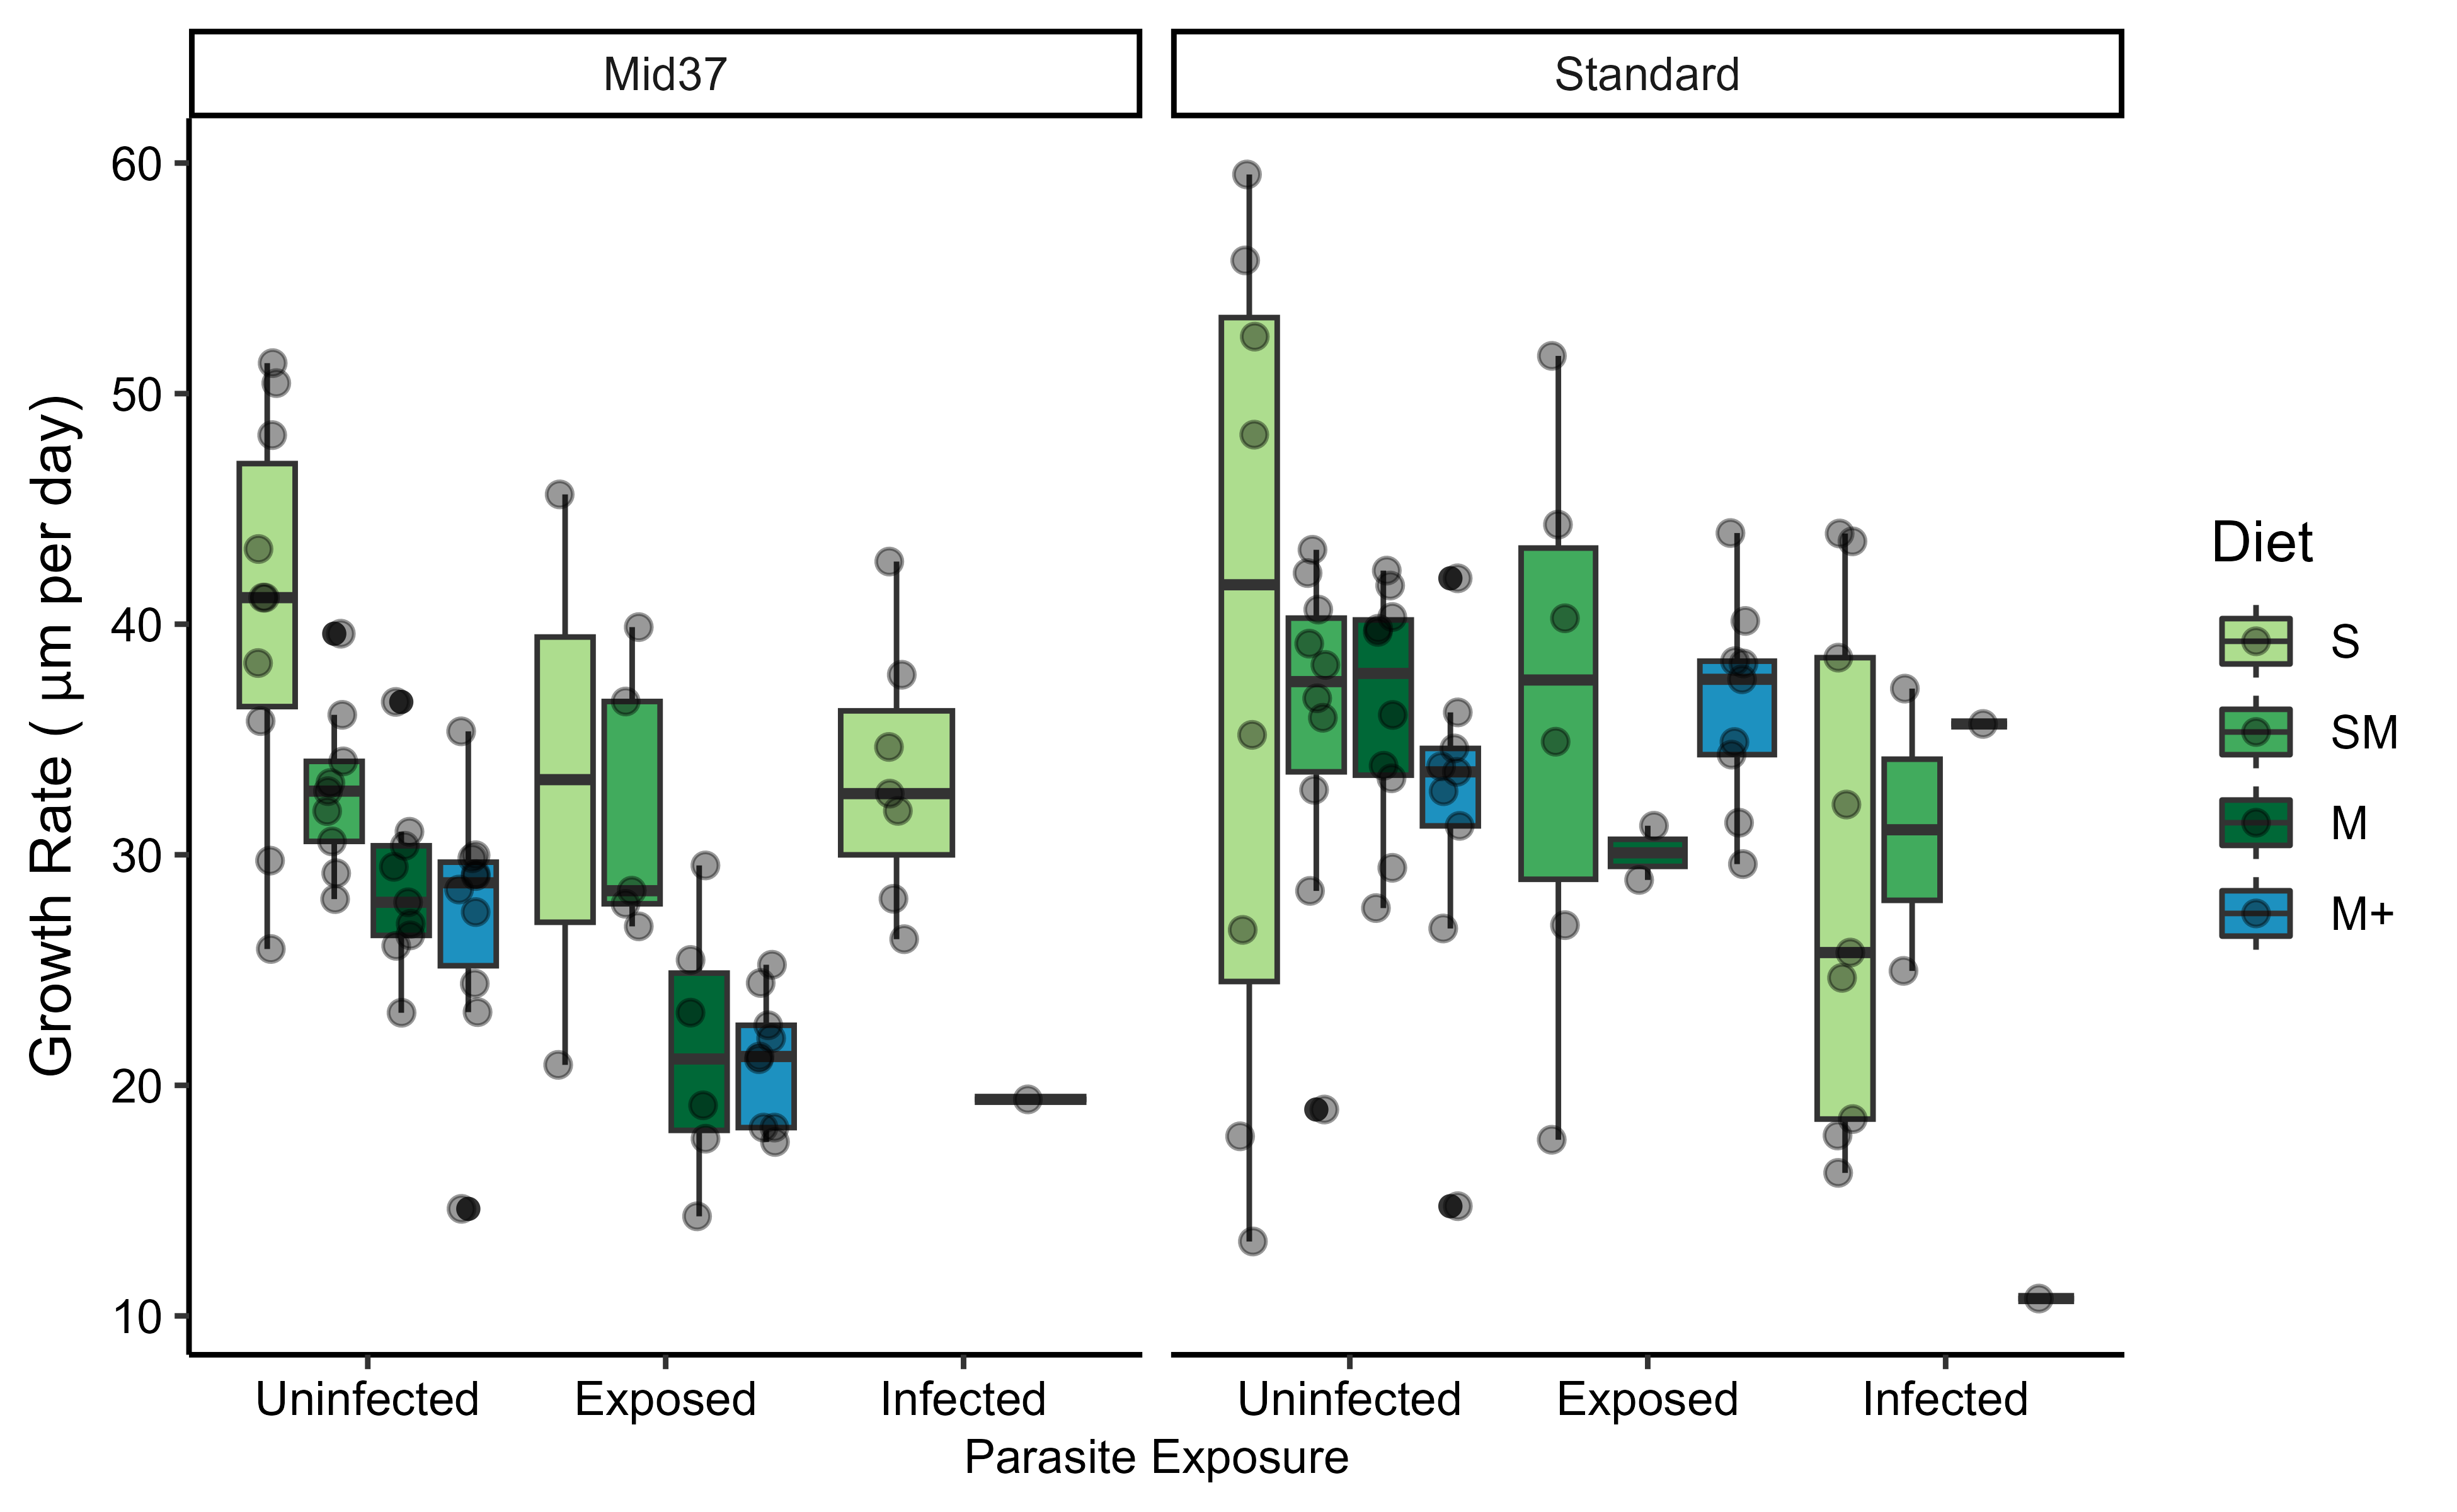 Mid37
Standard
60
50
40
30
20
10
Growth Rate ( µm per day)
Uninfected
Exposed
Infected
Uninfected
Exposed
Infected
Parasite Exposure
Diet
S
SM
M
M+